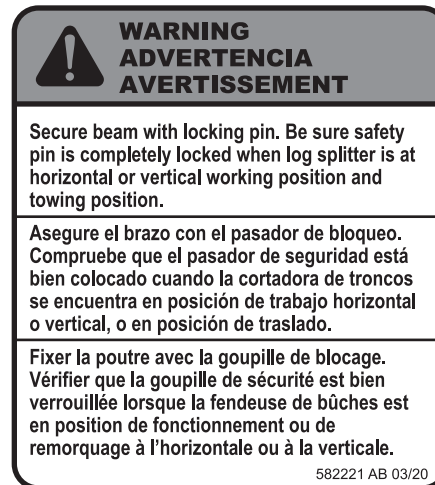 WARNING
ADVERTENCIA
AVERTISSEMENT
Secure beam with locking pin. Be sure safety
pin is completely locked when log splitter is at
horizontal or vertical working position and
towing position.
Asegure el brazo con el pasador de bloqueo.
Compruebe que el pasador de seguridad está
bien colocado cuando la cortadora de troncos
se encuentra en posición de trabajo horizontal
o vertical, o en posición de traslado.
Fixer la poutre avec la goupille de blocage.
Vérifier que la goupille de sécurité est bien
verrouillée lorsque la fendeuse de bûches est
en position de fonctionnement ou de
remorquage à l’horizontale ou à la verticale.
582221 AB 03/20